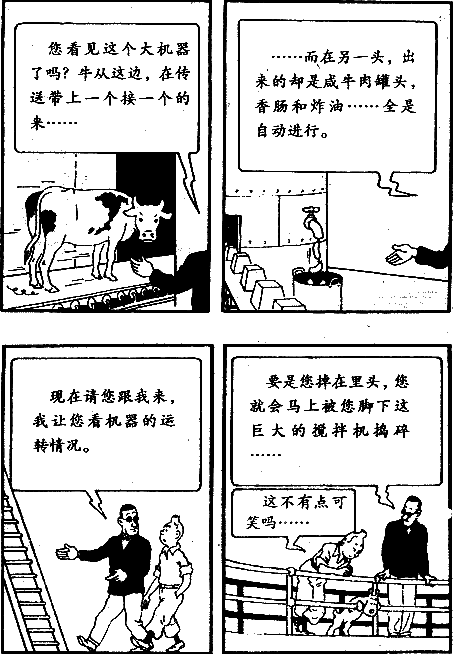 您看见这个大机器
了吗？牛从这边，在传
送带上一个接一个的
来……
……而在另一头，出
来的却是咸牛肉罐头，
香肠和炸油……全是
自动进行。
现在请您跟我来，
我让您看机器的运
转情况。
要是您摔在里头，您
就会马上被您脚下这
巨大的搅拌机捣碎
……
这不有点可
笑吗……